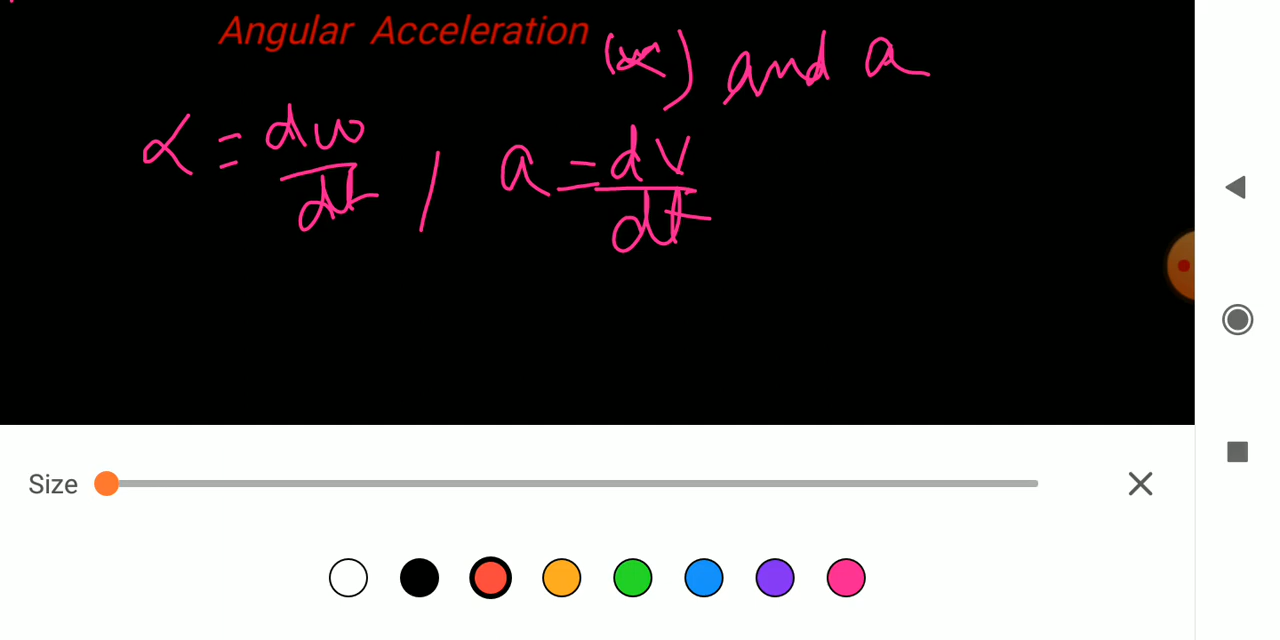 Angular Acceleration (α) and a
α = dω/dt , a = dv/dt
Size